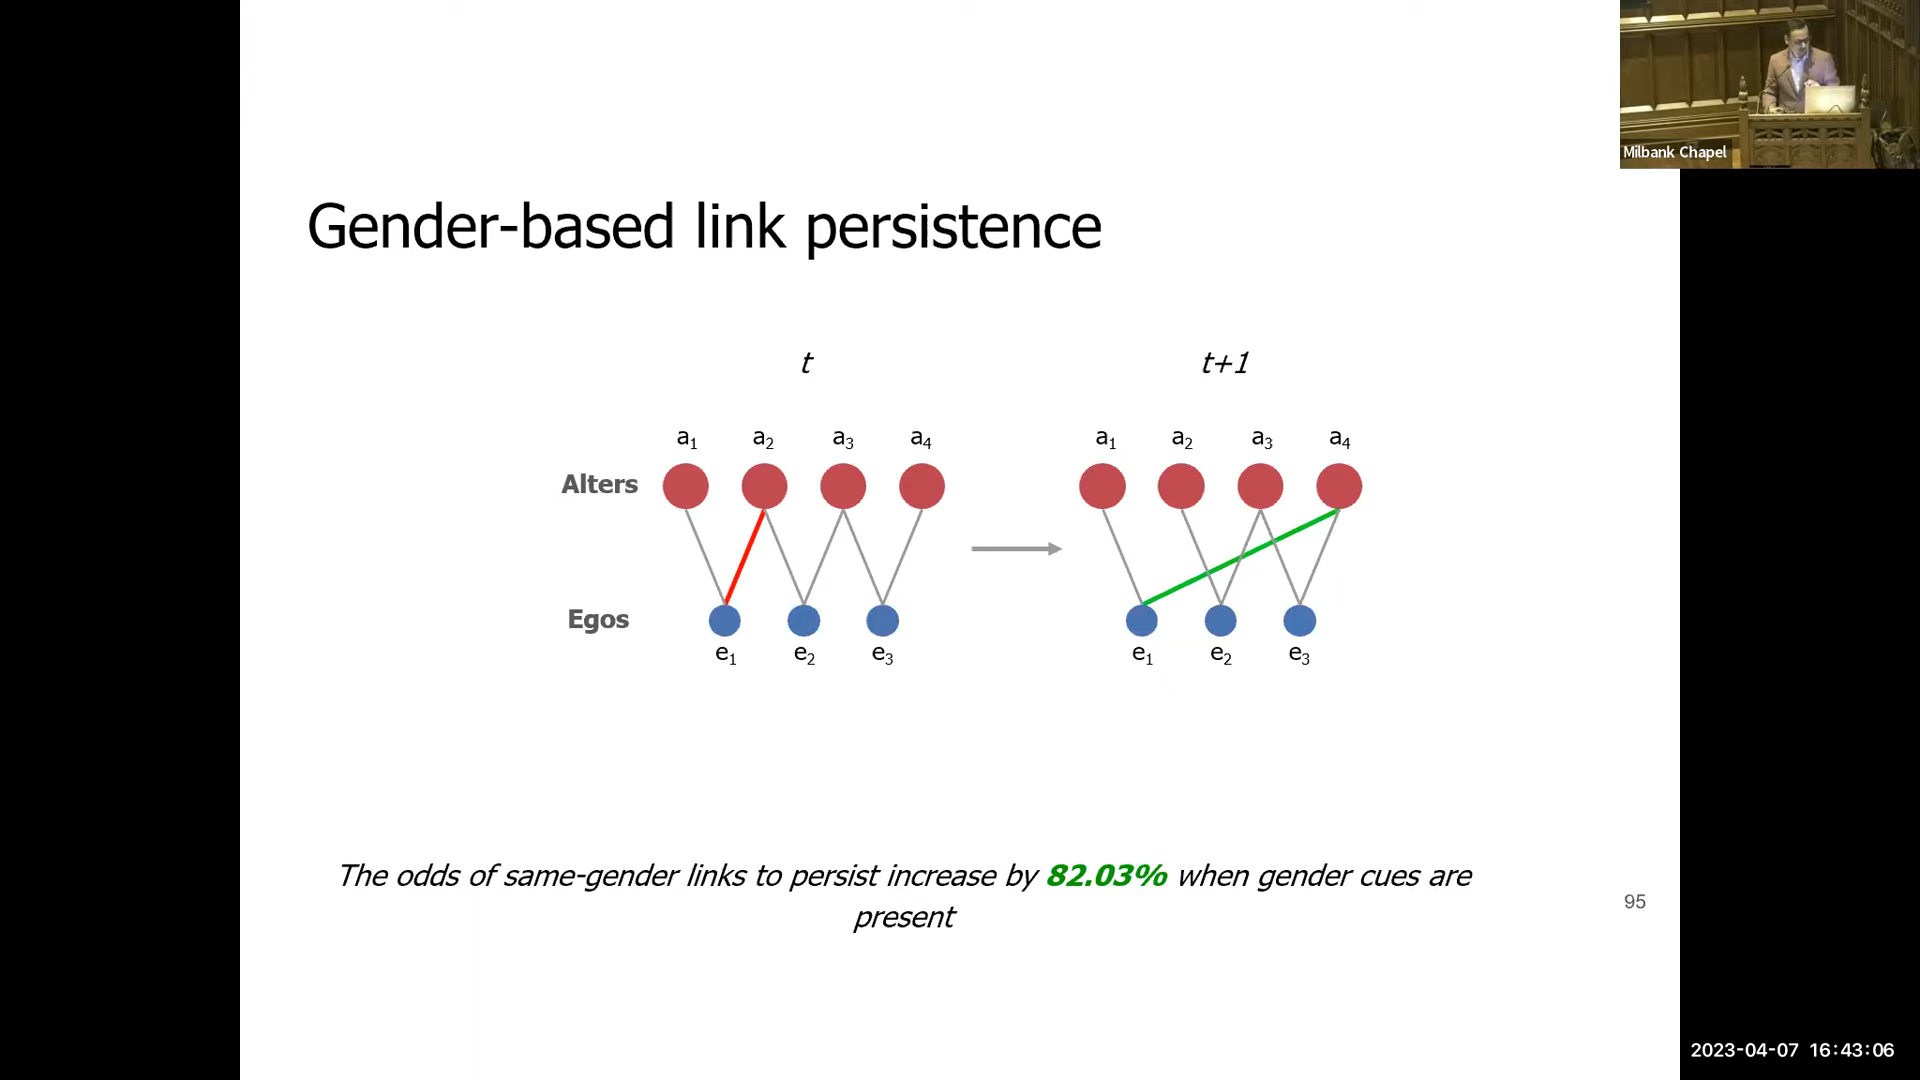 Milbank Chapel
Gender-based link persistence
t
t+1
a1 a2 a3 a4
a1 a2 a3 a4
Alters
Egos
e1 e2 e3
e1 e2 e3
The odds of same-gender links to persist increase by 82.03% when gender cues are
present
95
2023-04-07 16:43:06